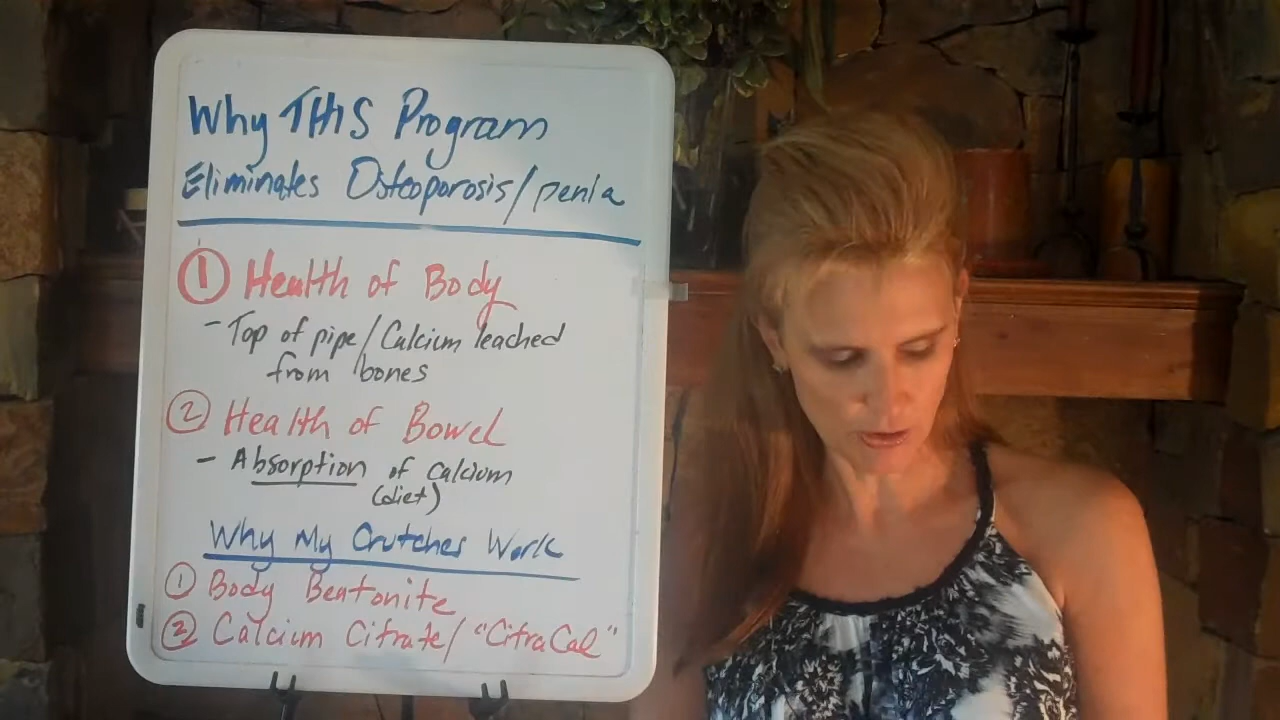 Why THIS Program
Eliminates Osteoporosis/penia
① Health of Body
- Top of pipe/Calcium leached
from bones
② Health of Bowel
- Absorption of Calcium
(diet)
Why My Crutches Work
① Body Bentonite
② Calcium Citrate/"CitraCal"